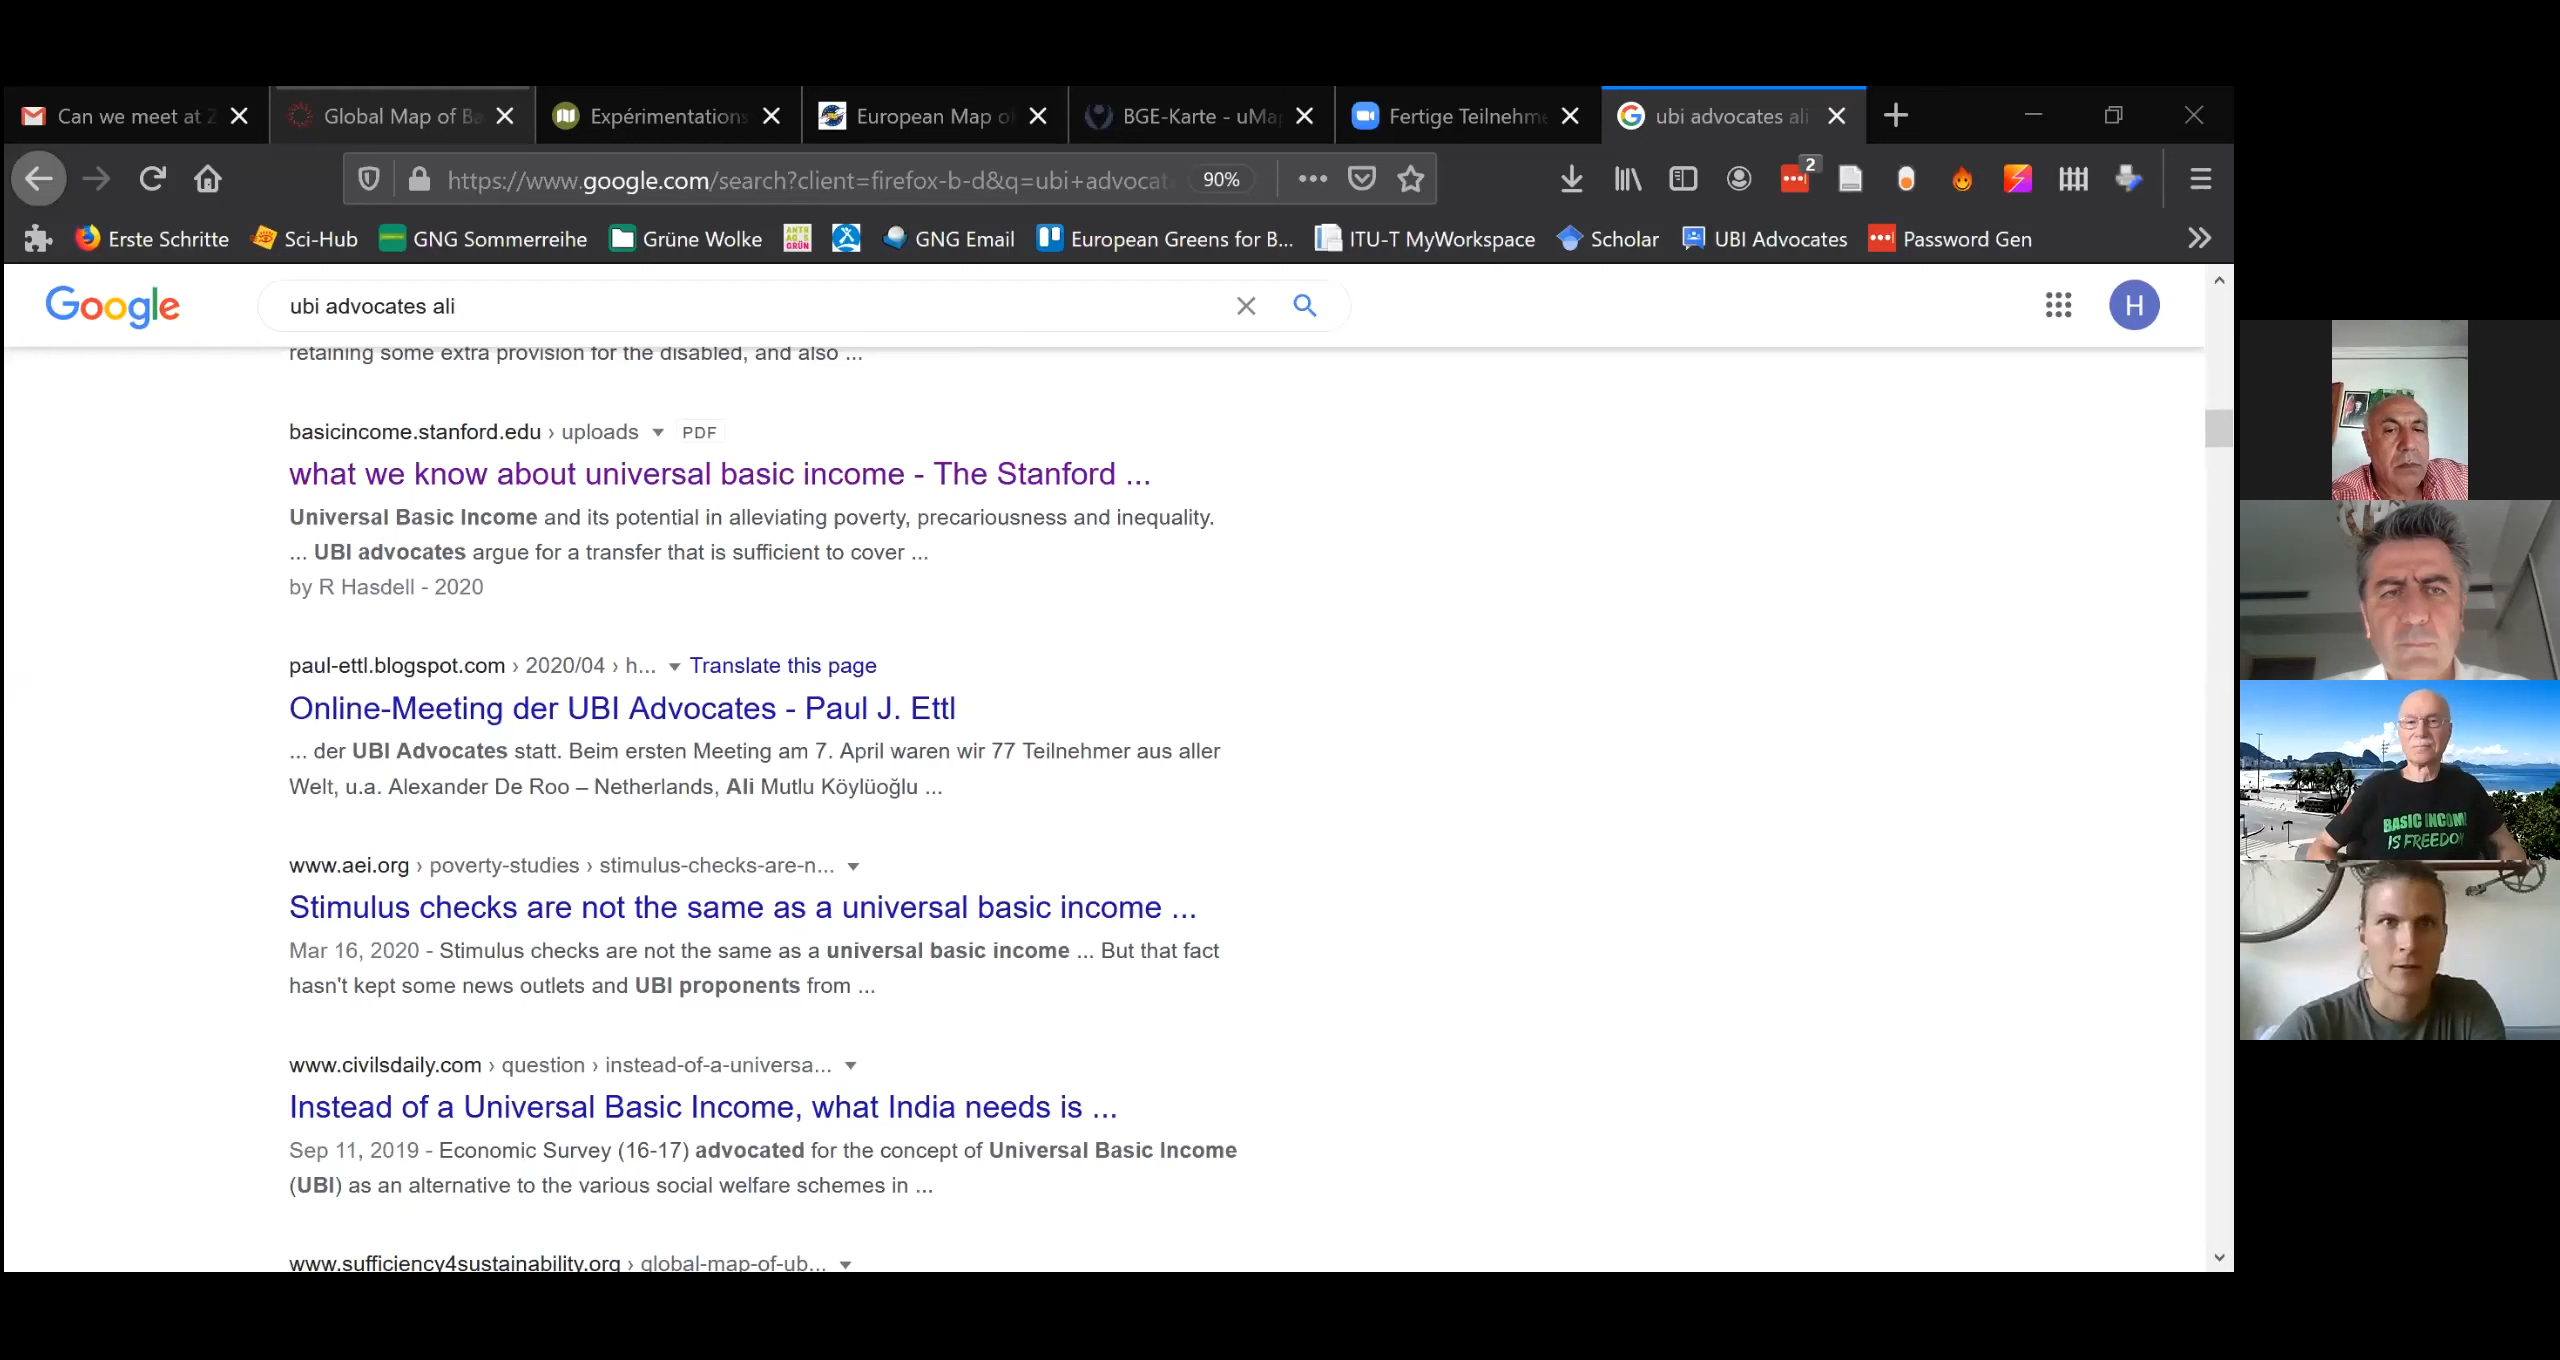 Can we meet at Z
Global Map of Ba
Expérimentations
European Map o
BGE-Karte - uMa
Fertige Teilnehme
ubi advocates ali
https://www.google.com/search?client=firefox-b-d&q=ubi+advocat
90%
2
Erste Schritte
Sci-Hub
GNG Sommerreihe
Grüne Wolke
ANTR
AG S
GRÜN
GNG Email
European Greens for B...
ITU-T MyWorkspace
Scholar
UBI Advocates
Password Gen
Google
ubi advocates ali
H
retaining some extra provision for the disabled, and also ...
basicincome.stanford.edu › uploads PDF
what we know about universal basic income - The Stanford ...
Universal Basic Income and its potential in alleviating poverty, precariousness and inequality.
... UBI advocates argue for a transfer that is sufficient to cover ...
by R Hasdell - 2020
paul-ettl.blogspot.com › 2020/04 › h... Translate this page
Online-Meeting der UBI Advocates - Paul J. Ettl
... der UBI Advocates statt. Beim ersten Meeting am 7. April waren wir 77 Teilnehmer aus aller
Welt, u.a. Alexander De Roo – Netherlands, Ali Mutlu Köylüoğlu ...
www.aei.org › poverty-studies › stimulus-checks-are-n...
Stimulus checks are not the same as a universal basic income ...
Mar 16, 2020 - Stimulus checks are not the same as a universal basic income ... But that fact
hasn't kept some news outlets and UBI proponents from ...
www.civilsdaily.com › question › instead-of-a-universa...
Instead of a Universal Basic Income, what India needs is ...
Sep 11, 2019 - Economic Survey (16-17) advocated for the concept of Universal Basic Income
(UBI) as an alternative to the various social welfare schemes in ...
www.sufficiency4sustainability.org › global-map-of-ub...
BASIC INCOME
IS FREEDOM